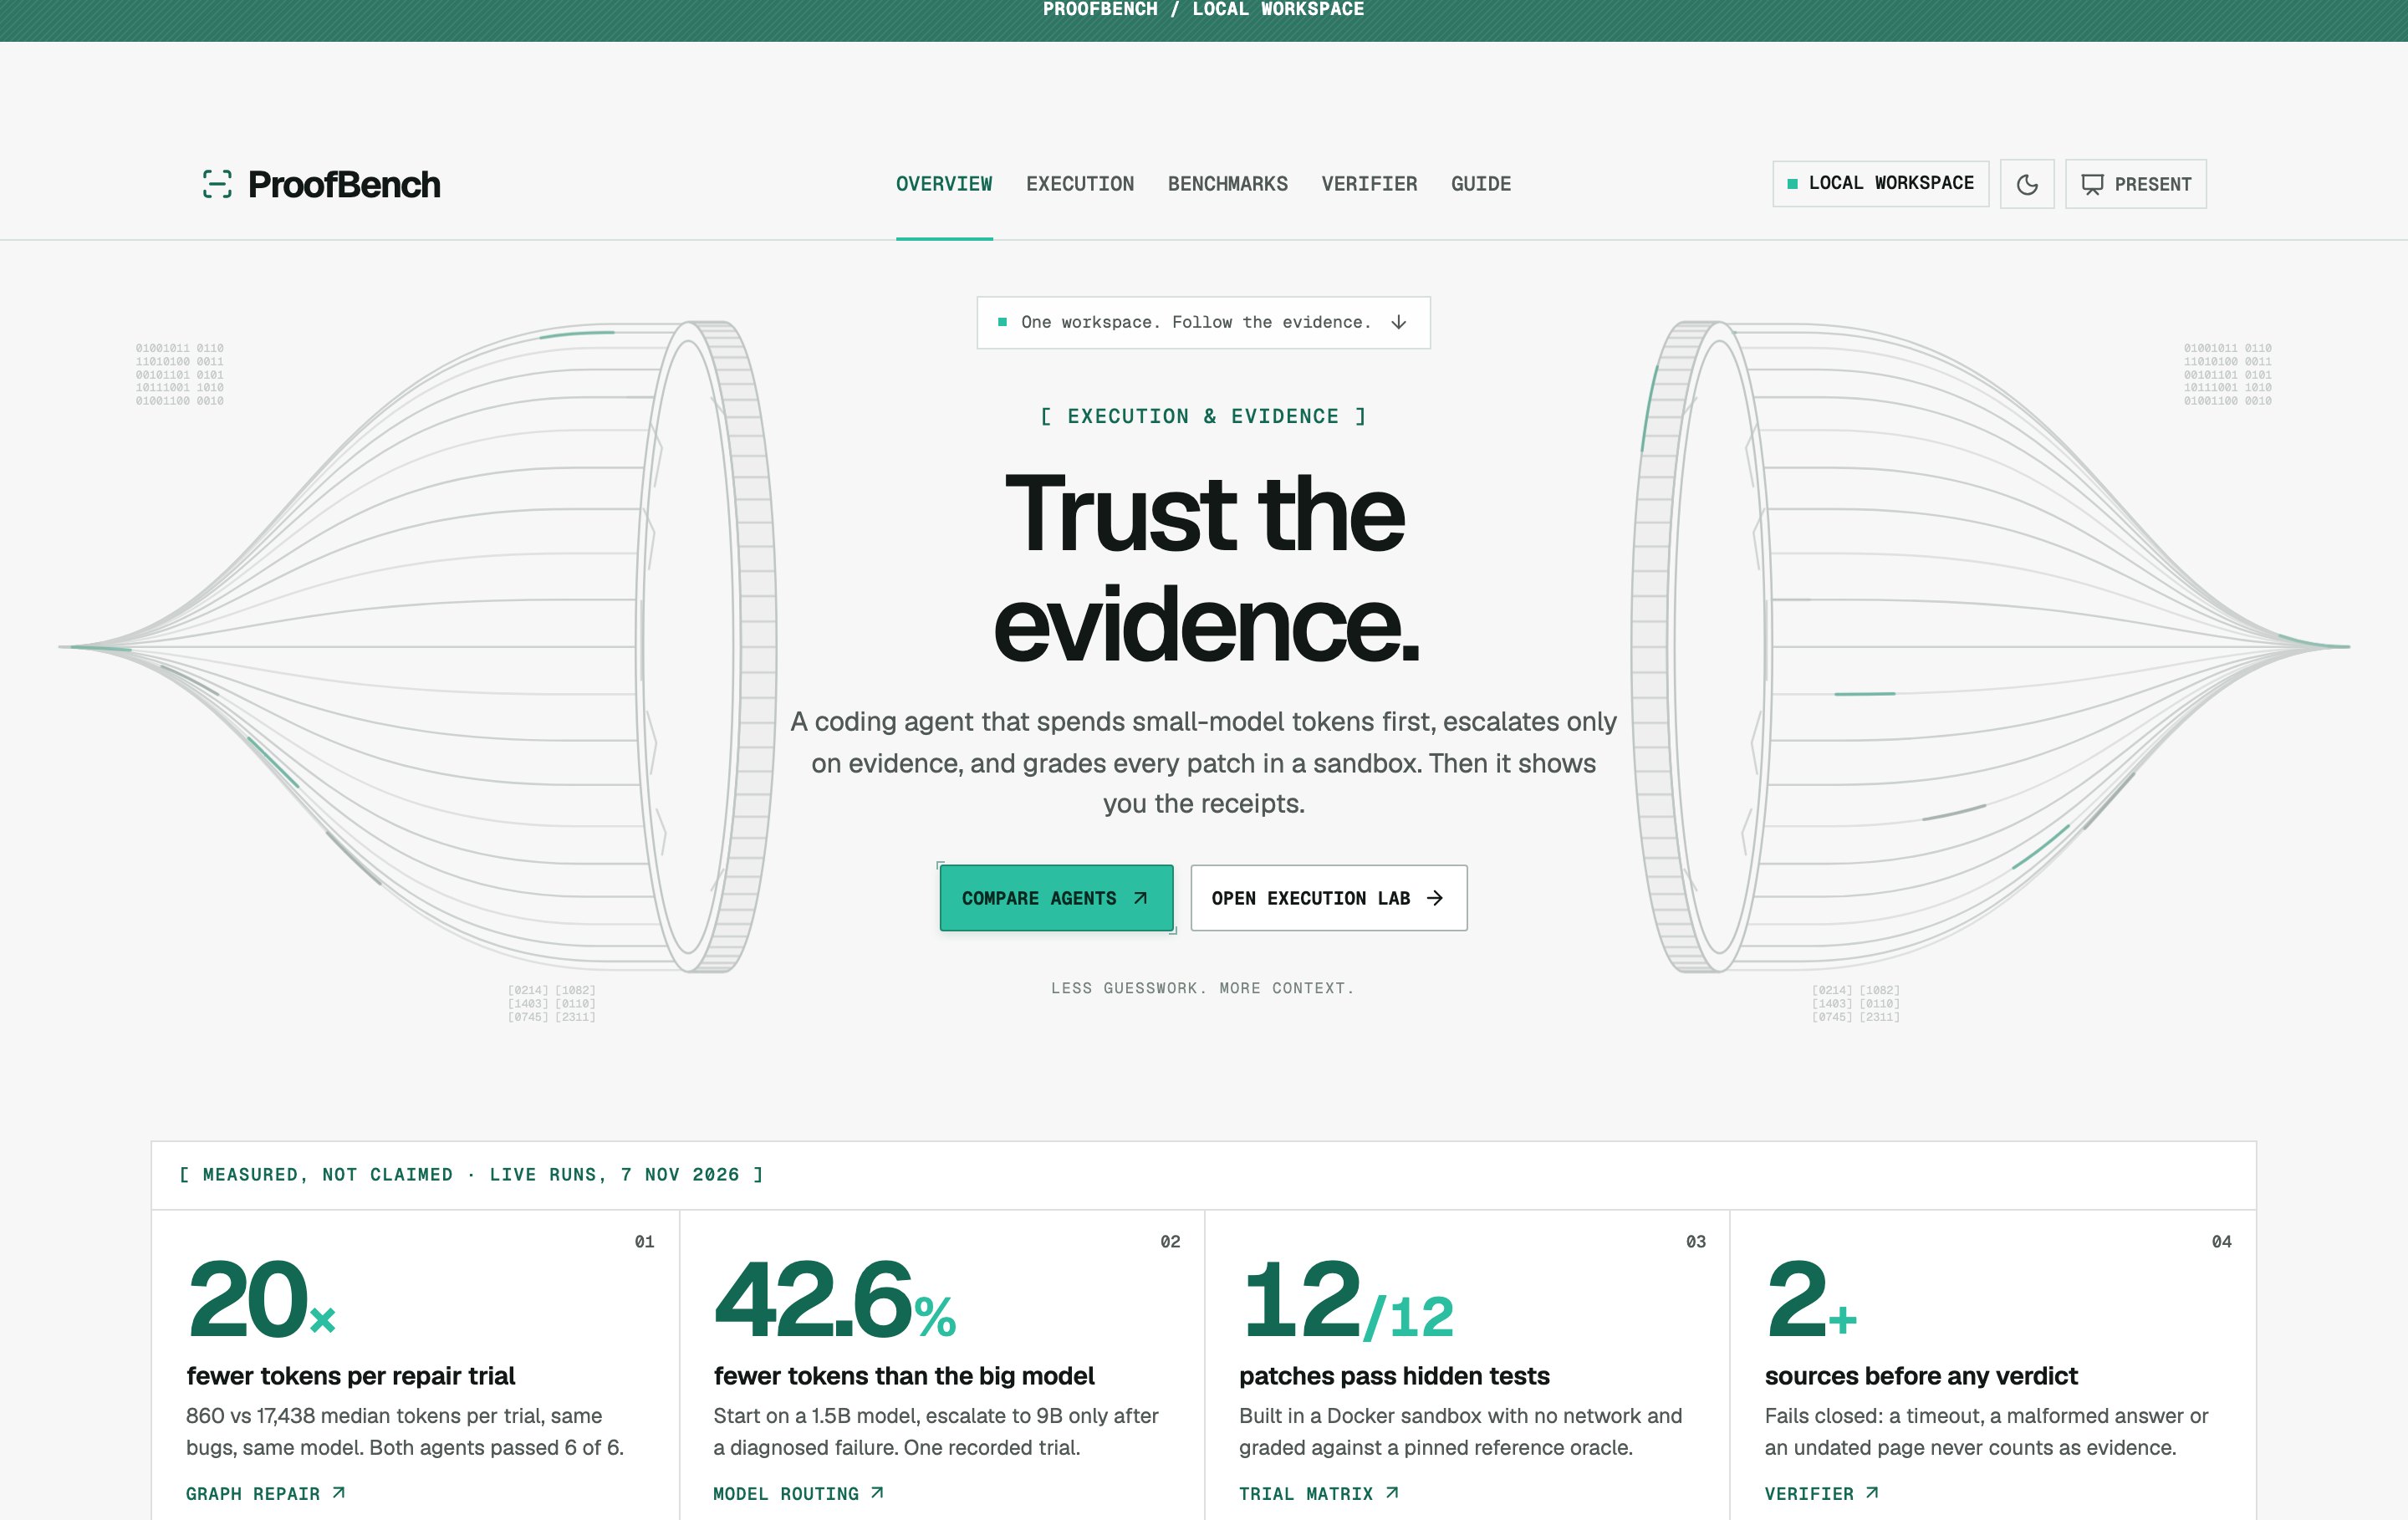 PROOFBENCH / LOCAL WORKSPACE
ProofBench
OVERVIEW EXECUTION BENCHMARKS VERIFIER GUIDE
LOCAL WORKSPACE
PRESENT
One workspace. Follow the evidence. ↓
01001011 0110
11010100 0011
00101101 0101
10111001 1010
01001100 0010
01001011 0110
11010100 0011
00101101 0101
10111001 1010
01001100 0010
[ EXECUTION & EVIDENCE ]
Trust the
evidence.
A coding agent that spends small-model tokens first, escalates only
on evidence, and grades every patch in a sandbox. Then it shows
you the receipts.
COMPARE AGENTS ↗
OPEN EXECUTION LAB →
LESS GUESSWORK. MORE CONTEXT.
[0214] [1082]
[1403] [0110]
[0745] [2311]
[0214] [1082]
[1403] [0110]
[0745] [2311]
[ MEASURED, NOT CLAIMED · LIVE RUNS, 7 NOV 2026 ]
01
20×
fewer tokens per repair trial
860 vs 17,438 median tokens per trial, same
bugs, same model. Both agents passed 6 of 6.
GRAPH REPAIR ↗
02
42.6%
fewer tokens than the big model
Start on a 1.5B model, escalate to 9B only after
a diagnosed failure. One recorded trial.
MODEL ROUTING ↗
03
12/12
patches pass hidden tests
Built in a Docker sandbox with no network and
graded against a pinned reference oracle.
TRIAL MATRIX ↗
04
2+
sources before any verdict
Fails closed: a timeout, a malformed answer or
an undated page never counts as evidence.
VERIFIER ↗